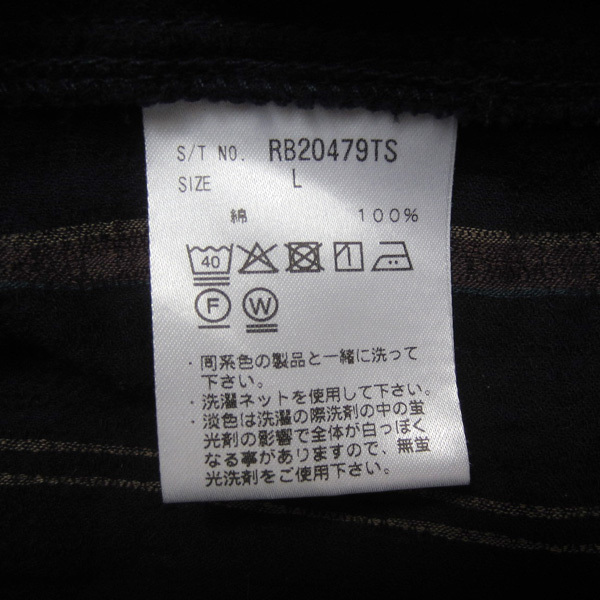 S/T NO. RB20479TS
SIZE L
綿 100%
40
F W
・同系色の製品と一緒に洗って
下さい。
・洗濯ネットを使用して下さい。
・淡色は洗濯の際洗剤の中の蛍
光剤の影響で全体が白っぽく
なる事がありますので、無蛍
光洗剤をご使用下さい。